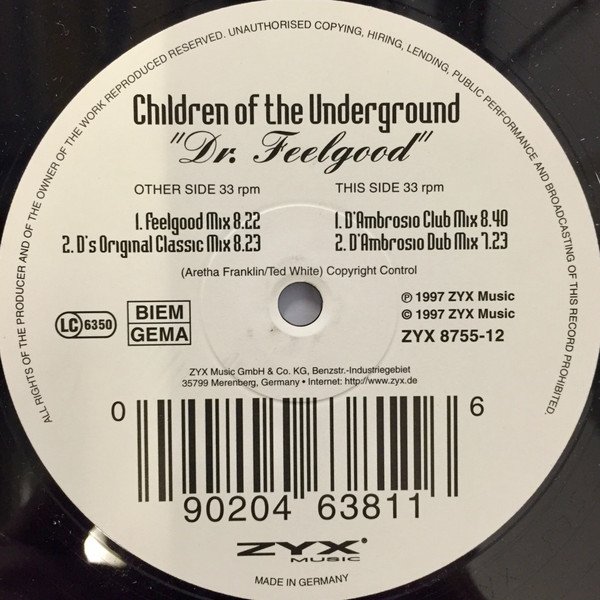 ALL RIGHTS OF THE PRODUCER AND OF THE OWNER OF THE WORK REPRODUCED RESERVED. UNAUTHORISED COPYING, HIRING, LENDING, PUBLIC PERFORMANCE AND BROADCASTING OF THIS RECORD PROHIBITED.
Children of the Underground
"Dr. Feelgood"
OTHER SIDE 33 rpm
1. Feelgood Mix 8.22
2. D's Original Classic Mix 8.23
THIS SIDE 33 rpm
1. D'Ambrosio Club Mix 8.40
2. D'Ambrosio Dub Mix 7.23
(Aretha Franklin/Ted White) Copyright Control
LC 6350
BIEM
GEMA
℗ 1997 ZYX Music
© 1997 ZYX Music
ZYX 8755-12
ZYX Music GmbH & Co. KG, Benzstr.-Industriegebiet
35799 Merenberg, Germany • Internet: http://www.zyx.de
0 90204 63811 6
ZYX®
MUSIC
MADE IN GERMANY